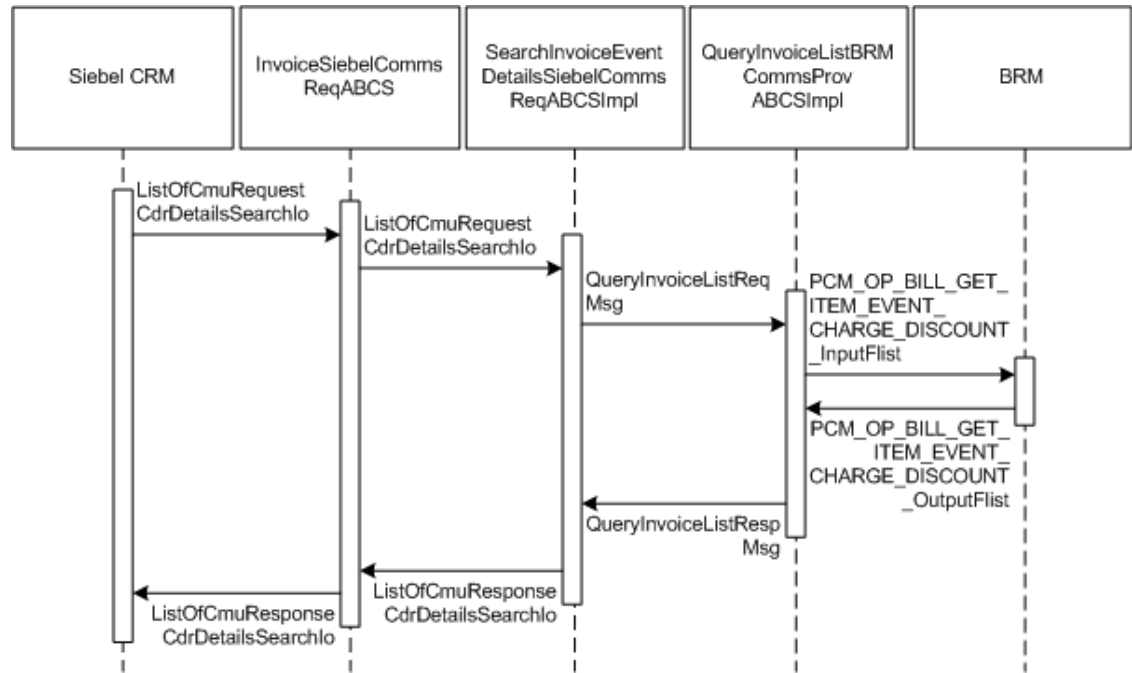 Siebel CRM
InvoiceSiebelComms
ReqABCS
SearchInvoiceEvent
DetailsSiebelComms
ReqABCSImpl
QueryInvoiceListBRM
CommsProv
ABCSImpl
BRM
ListOfCmuRequest
CdrDetailsSearchIo
ListOfCmuRequest
CdrDetailsSearchIo
QueryInvoiceListReq
Msg
PCM_OP_BILL_GET_
ITEM_EVENT_
CHARGE_DISCOUNT
_InputFlist
PCM_OP_BILL_GET_
ITEM_EVENT_
CHARGE_DISCOUNT
_OutputFlist
QueryInvoiceListResp
Msg
ListOfCmuResponse
CdrDetailsSearchIo
ListOfCmuResponse
CdrDetailsSearchIo